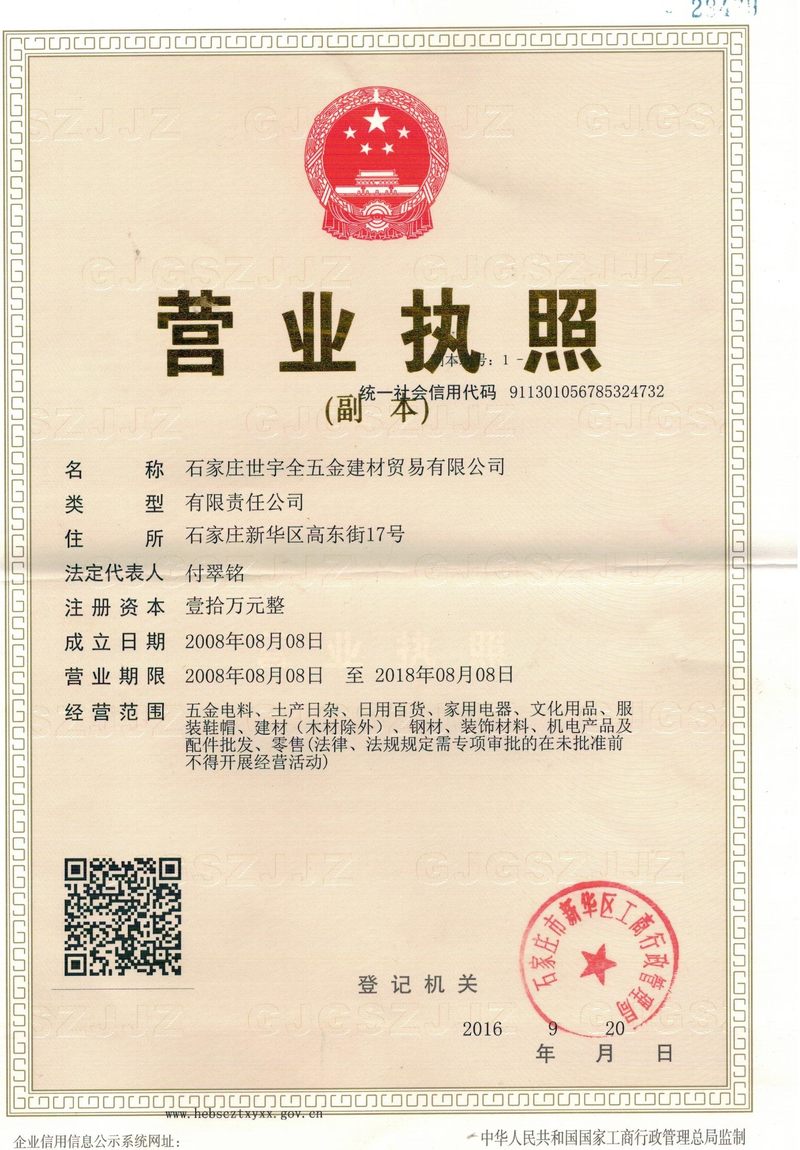 营业执照
副本编号: 1 -
统一社会信用代码 911301056785324732
(副 本)
名 称 石家庄世宇全五金建材贸易有限公司
类 型 有限责任公司
住 所 石家庄新华区高东街17号
法定代表人 付翠铭
注册资本 壹拾万元整
成立日期 2008年08月08日
营业期限 2008年08月08日 至 2018年08月08日
经营范围 五金电料、土产日杂、日用百货、家用电器、文化用品、服
装鞋帽、建材（木材除外）、钢材、装饰材料、机电产品及
配件批发、零售(法律、法规规定需专项审批的在未批准前
不得开展经营活动)
石家庄市新华区工商行政管理局
登记机关
2016 9 20
年 月 日
www.hebscztxyxx.gov.cn
企业信用信息公示系统网址:
中华人民共和国国家工商行政管理总局监制